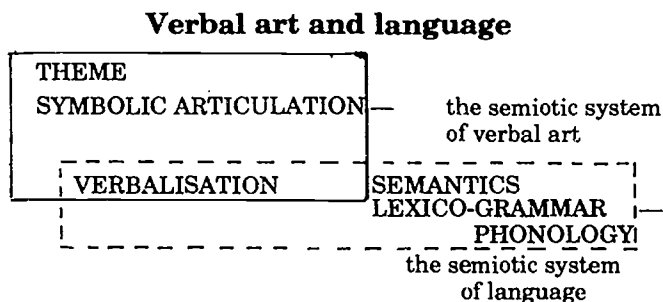 Verbal art and language
THEME
SYMBOLIC ARTICULATION
the semiotic system
of verbal art
VERBALISATION
SEMANTICS
LEXICO-GRAMMAR
PHONOLOGY
the semiotic system
of language